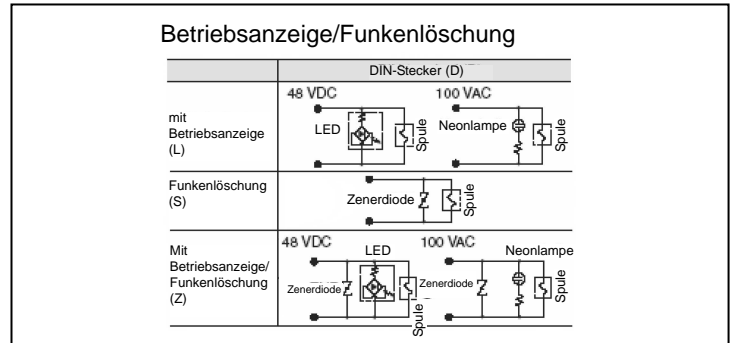 Betriebsanzeige/Funkenlöschung
DIN-Stecker (D)
mit
Betriebsanzeige
(L)
48 VDC
100 VAC
LED
Spule
Neonlampe
Spule
Funkenlöschung
(S)
Zenerdiode
Spule
Mit
Betriebsanzeige/
Funkenlöschung
(Z)
48 VDC
LED
100 VAC
Neonlampe
Zenerdiode
Spule
Zenerdiode
Spule